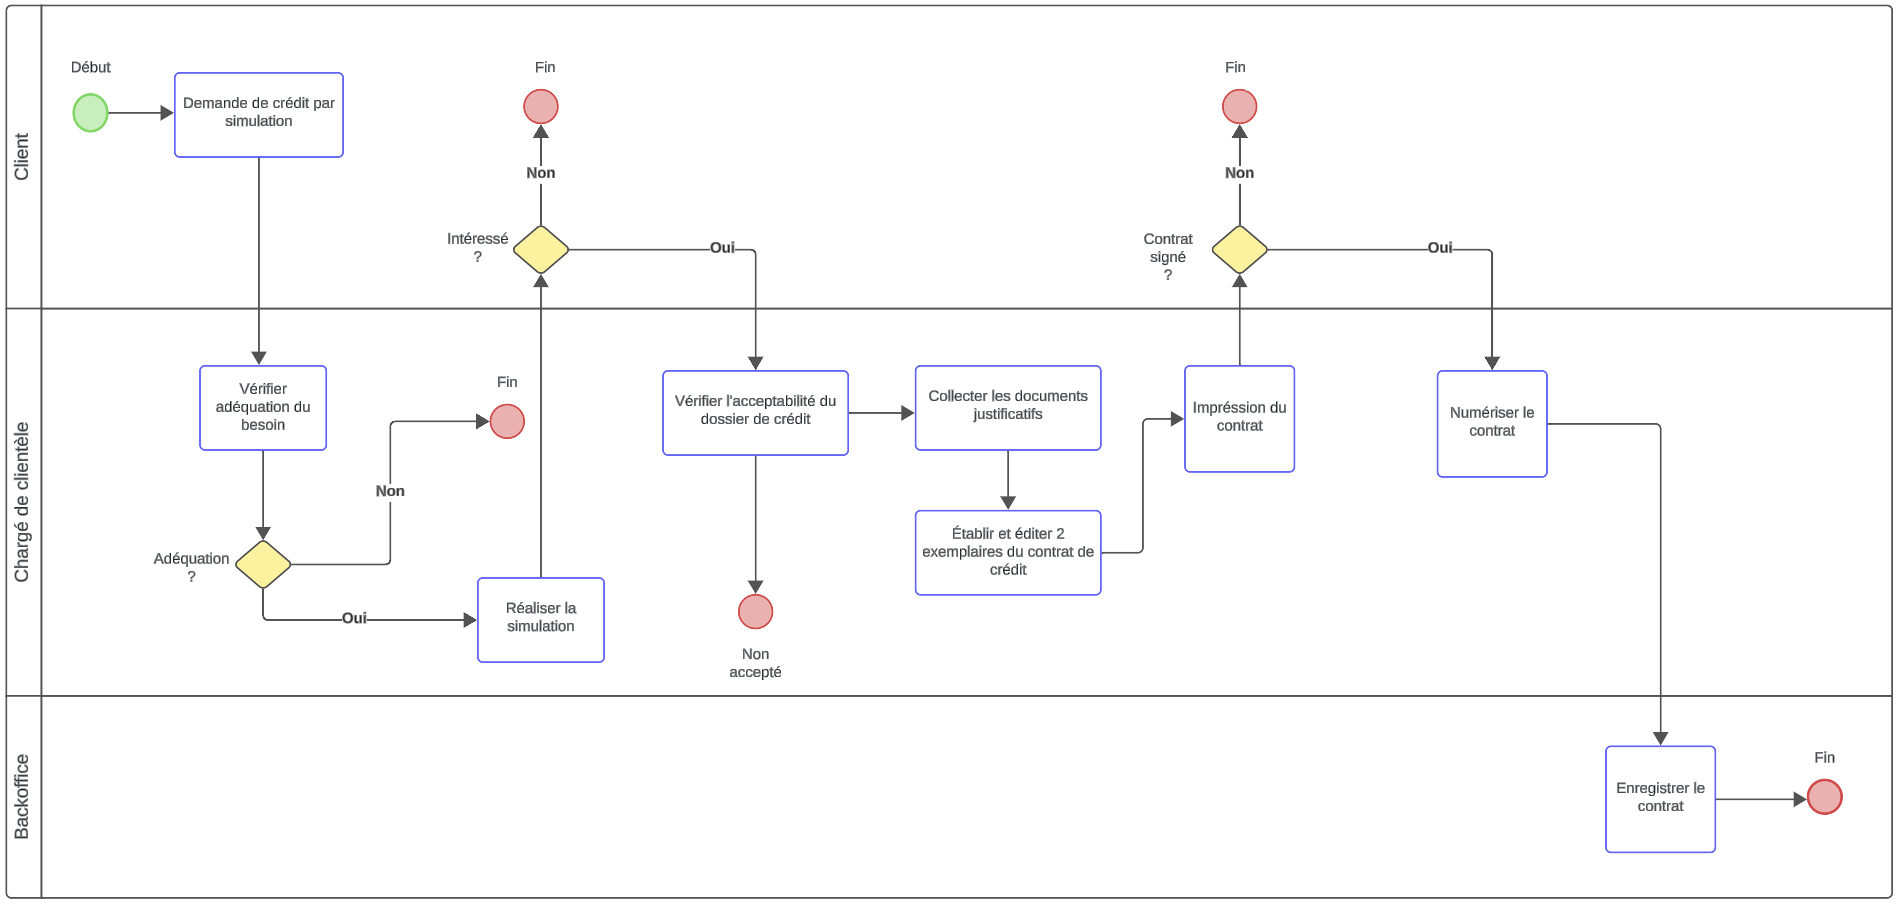 Client
Début
Demande de crédit par
simulation
Fin
Non
Intéressé
?
Oui
Fin
Non
Contrat
signé
?
Oui
Chargé de clientèle
Vérifier
adéquation du
besoin
Fin
Non
Adéquation
?
Oui
Réaliser la
simulation
Vérifier l'acceptabilité du
dossier de crédit
Non
accepté
Collecter les documents
justificatifs
Établir et éditer 2
exemplaires du contrat de
crédit
Impréssion du
contrat
Numériser le
contrat
Backoffice
Enregistrer le
contrat
Fin